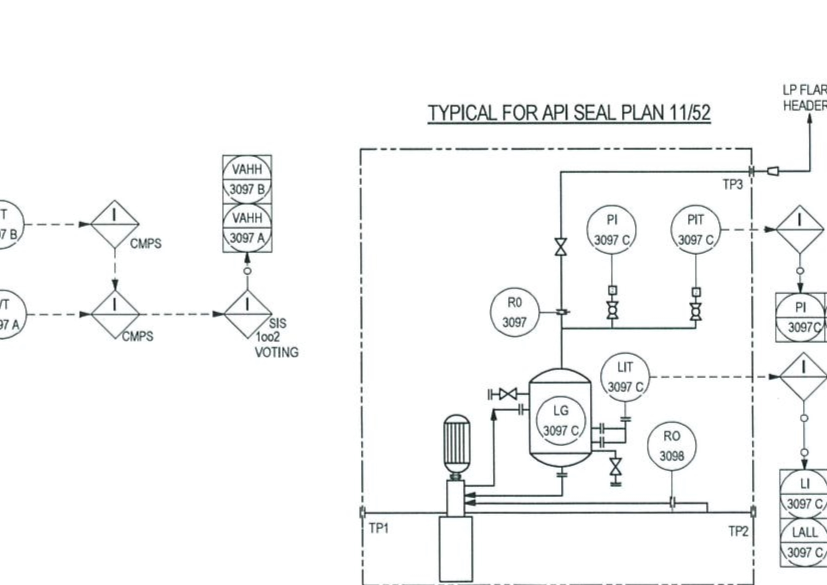 TYPICAL FOR API SEAL PLAN 11/52
LP FLAR
HEADER
TP3
VAHH
3097 B
VAHH
3097 A
T
7 B
I
CMPS
/T
97 A
I
CMPS
I
SIS
1oo2
VOTING
PI
3097 C
PIT
3097 C
I
PI
3097C
R0
3097
LIT
3097 C
I
LG
3097 C
RO
3098
LI
3097 C
LALL
3097 C
TP1
TP2